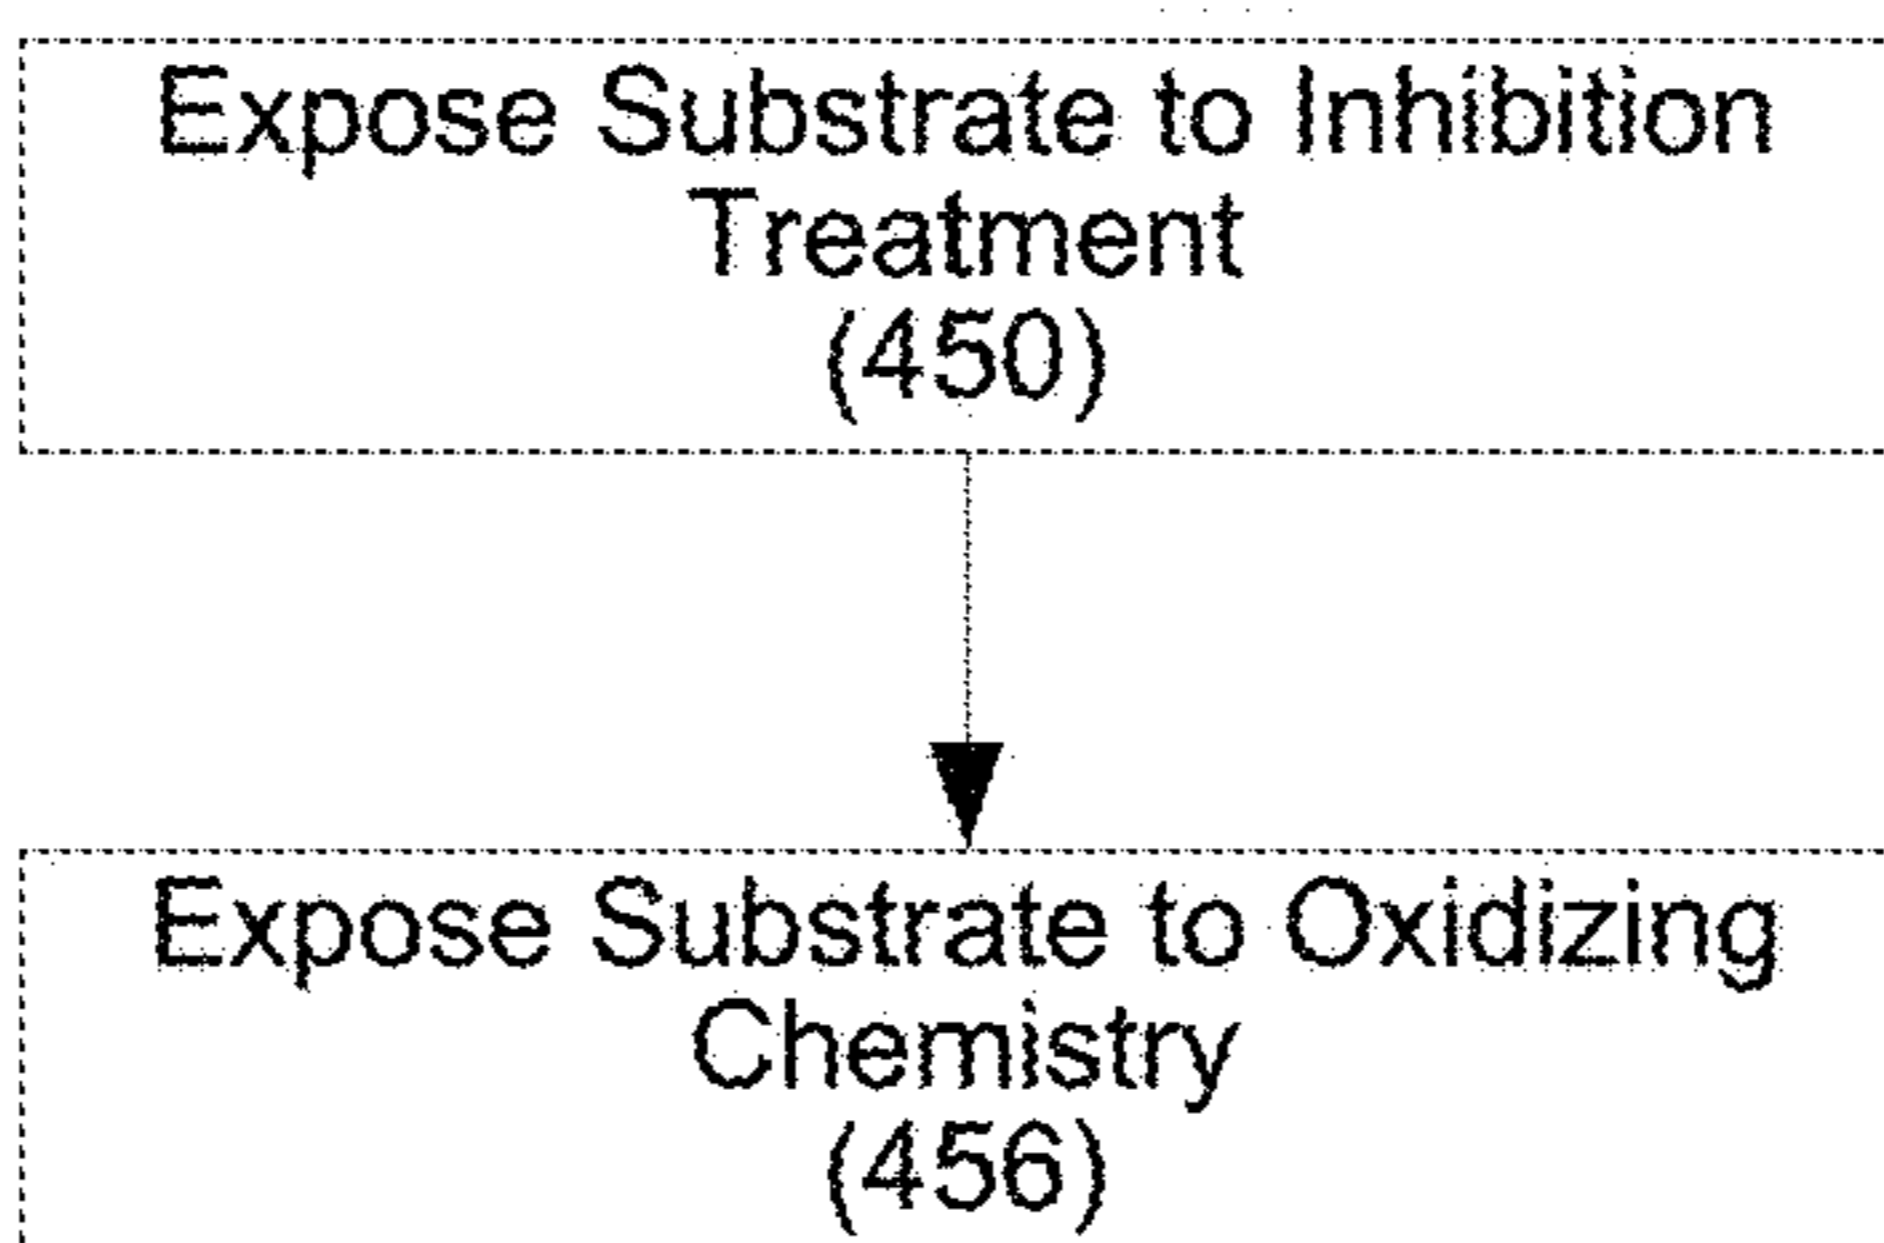 Expose Substrate to Inhibition
Treatment
(450)
Expose Substrate to Oxidizing
Chemistry
(456)